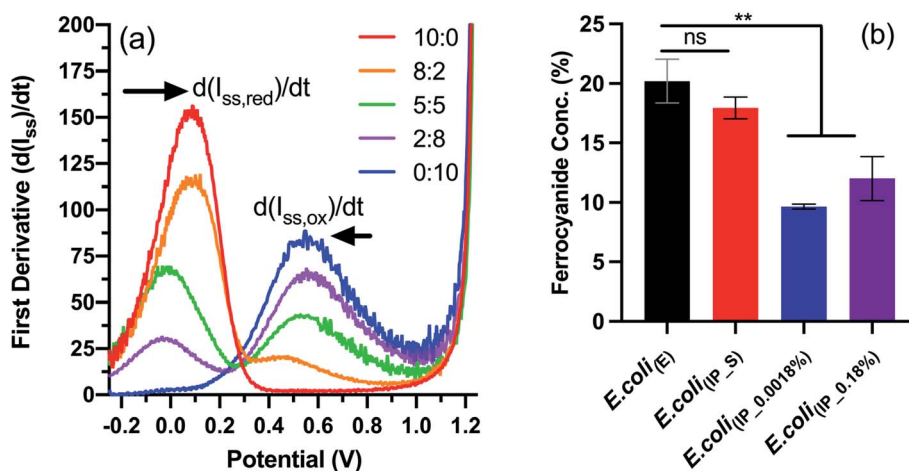 (a)
10:0
8:2
5:5
2:8
0:10
d(I_ss,red)/dt
d(I_ss,ox)/dt
First Derivative (d(I_ss)/dt)
200
175
150
125
100
75
50
25
0
-0.2 0.0 0.2 0.4 0.6 0.8 1.0 1.2
Potential (V)
(b)
**
ns
Ferrocyanide Conc. (%)
25
20
15
10
5
0
E.coli(E)
E.coli(IP_S)
E.coli(IP_0.0018%)
E.coli(IP_0.18%)